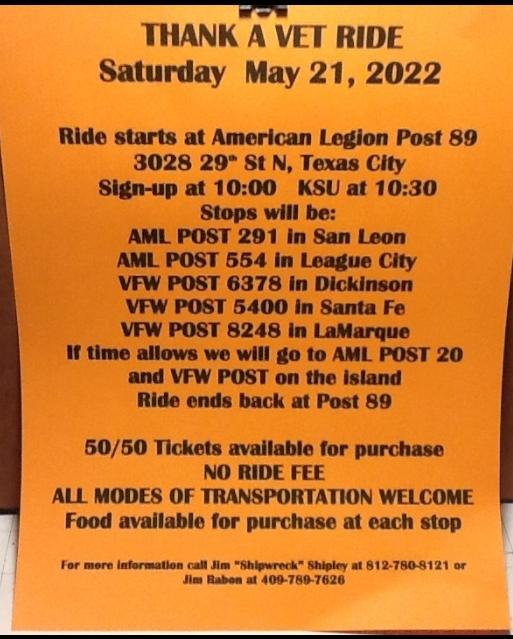 THANK A VET RIDE
Saturday May 21, 2022
Ride starts at American Legion Post 89
3028 29th St N, Texas City
Sign-up at 10:00 KSU at 10:30
Stops will be:
AML POST 291 in San Leon
AML POST 554 in League City
VFW POST 6378 in Dickinson
VFW POST 5400 in Santa Fe
VFW POST 8248 in LaMarque
If time allows we will go to AML POST 20
and VFW POST on the island
Ride ends back at Post 89
50/50 Tickets available for purchase
NO RIDE FEE
ALL MODES OF TRANSPORTATION WELCOME
Food available for purchase at each stop
For more information call Jim "Shipwreck" Shipley at 812-780-8121 or
Jim Rabon at 409-789-7626